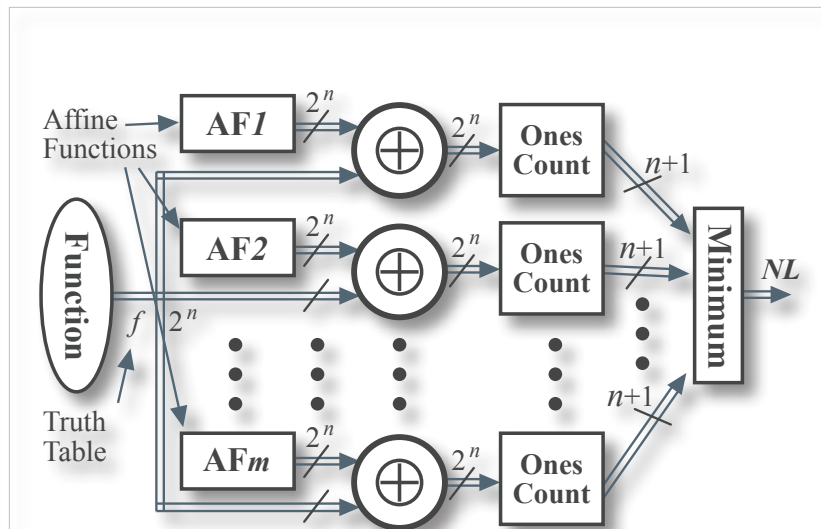 Affine
Functions
AF1
2^n
⊕
2^n
Ones
Count
n+1
Function
AF2
2^n
⊕
2^n
Ones
Count
n+1
Minimum
NL
f
2^n
Truth
Table
AFm
2^n
⊕
2^n
Ones
Count
n+1